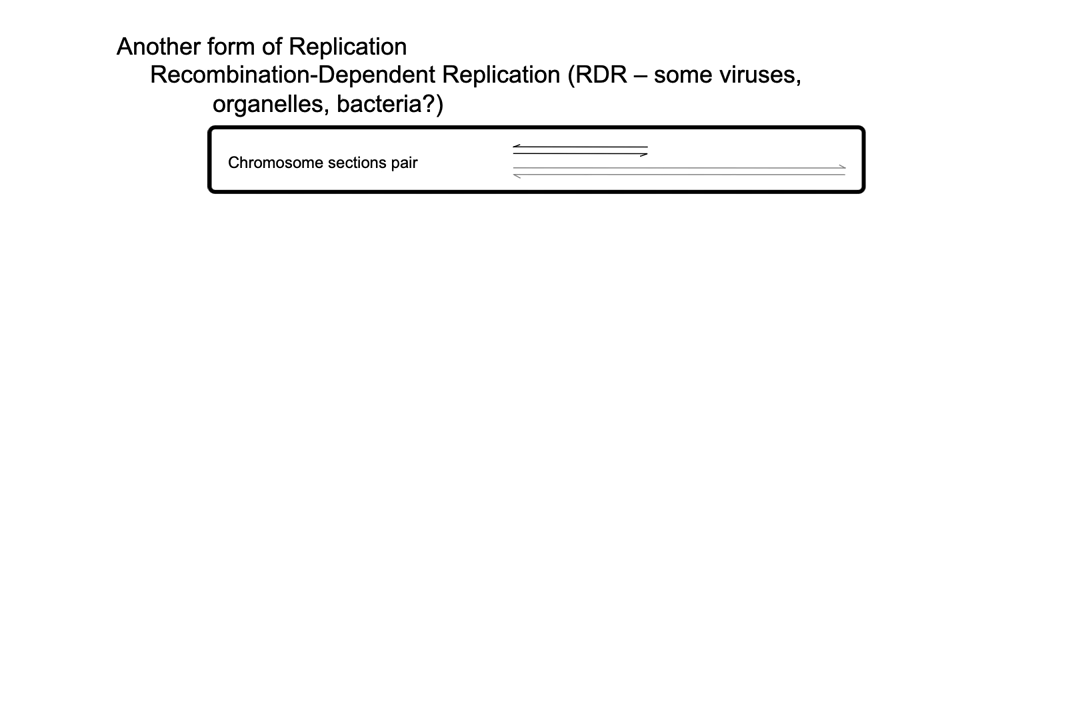 Another form of Replication
Recombination-Dependent Replication (RDR – some viruses,
organelles, bacteria?)
Chromosome sections pair